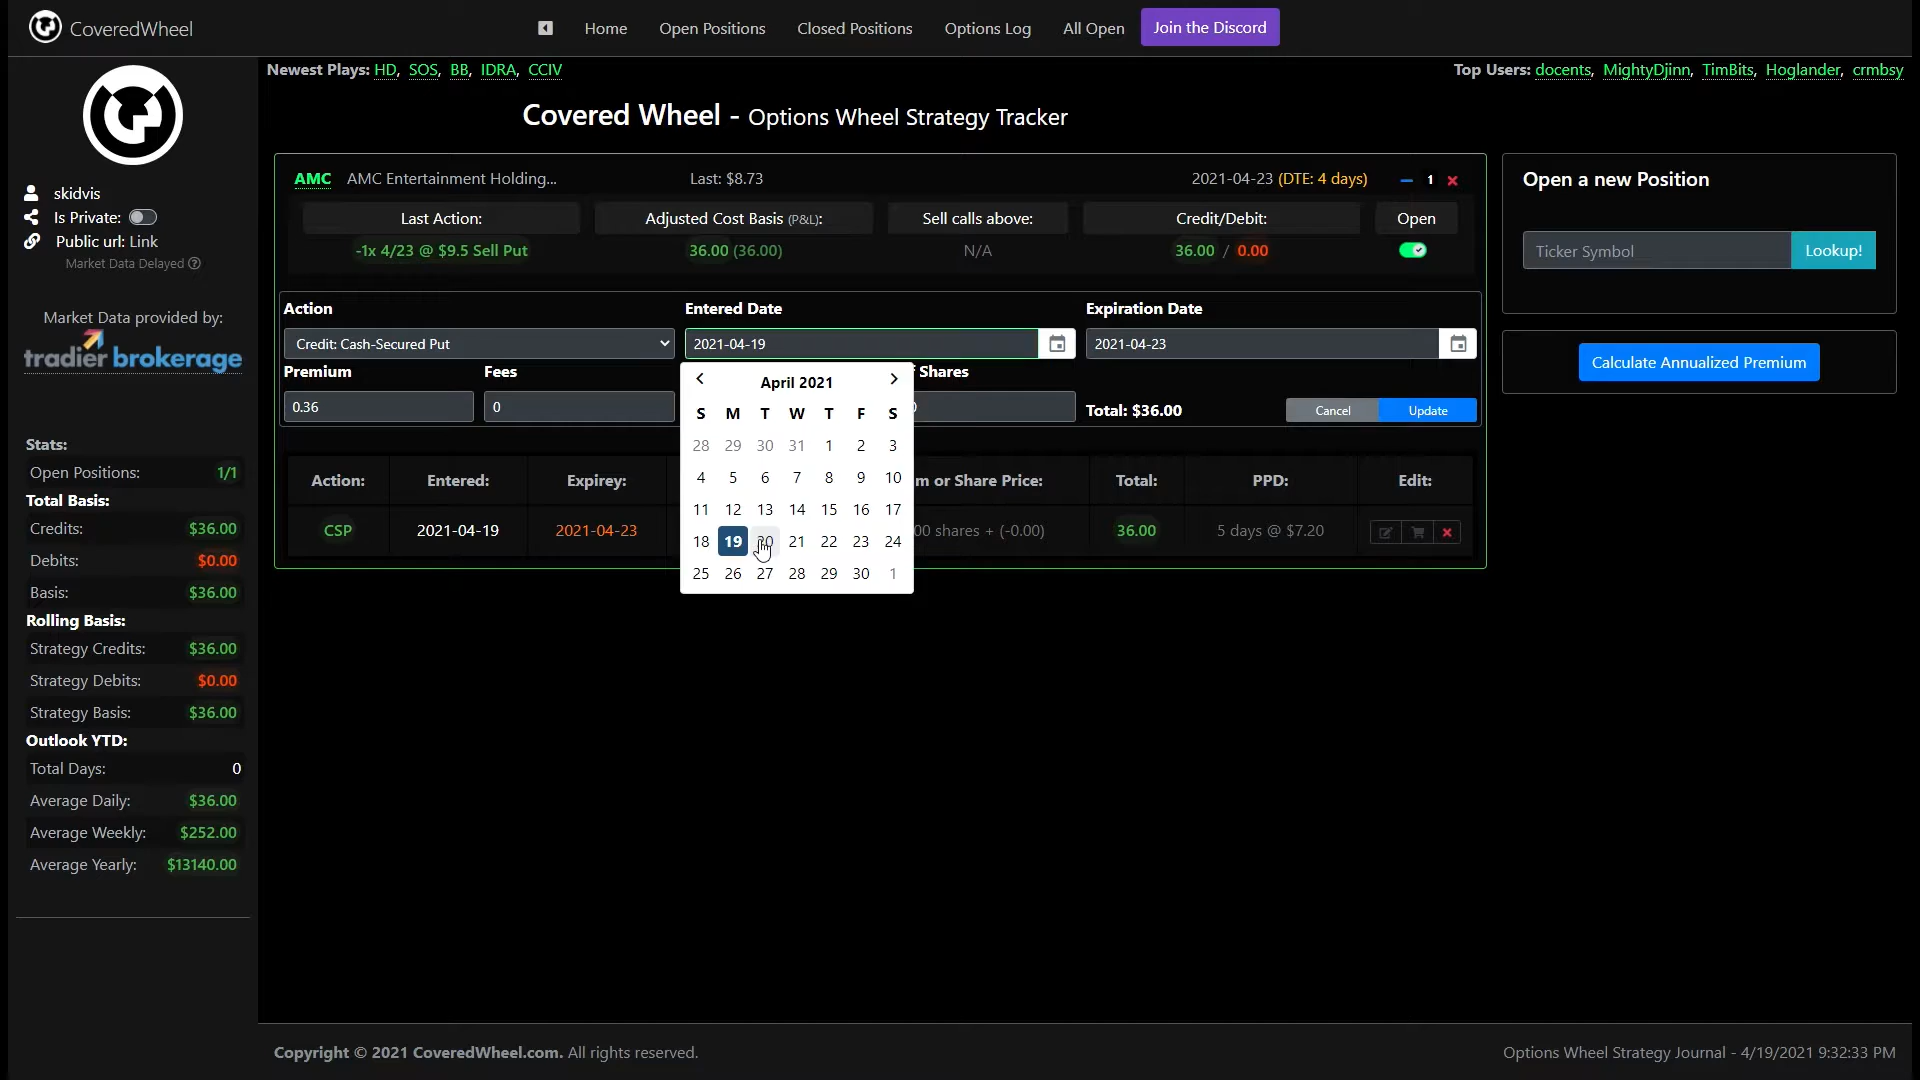 CoveredWheel
Home
Open Positions
Closed Positions
Options Log
All Open
Join the Discord
Newest Plays: HD, SOS, BB, IDRA, CCIV
Top Users: docents, MightyDjinn, TimBits, Hoglander, crmbsy
Covered Wheel - Options Wheel Strategy Tracker
skidvis
Is Private:
Public url: Link
Market Data Delayed
Market Data provided by:
tradier brokerage
Stats:
Open Positions: 1/1
Total Basis:
Credits: $36.00
Debits: $0.00
Basis: $36.00
Rolling Basis:
Strategy Credits: $36.00
Strategy Debits: $0.00
Strategy Basis: $36.00
Outlook YTD:
Total Days: 0
Average Daily: $36.00
Average Weekly: $252.00
Average Yearly: $13140.00
AMC AMC Entertainment Holding... Last: $8.73 2021-04-23 (DTE: 4 days) 1
Last Action: Adjusted Cost Basis (P&L): Sell calls above: Credit/Debit: Open
-1x 4/23 @ $9.5 Sell Put 36.00 (36.00) N/A 36.00 / 0.00
Action Entered Date Expiration Date
Credit: Cash-Secured Put 2021-04-19 2021-04-23
Premium Fees Shares
0.36 0 Total: $36.00 Cancel Update
April 2021
S M T W T F S
28 29 30 31 1 2 3
4 5 6 7 8 9 10
11 12 13 14 15 16 17
18 19 20 21 22 23 24
25 26 27 28 29 30 1
Action: Entered: Expirey: m or Share Price: Total: PPD: Edit:
CSP 2021-04-19 2021-04-23 00 shares + (-0.00) 36.00 5 days @ $7.20
Open a new Position
Ticker Symbol Lookup!
Calculate Annualized Premium
Copyright © 2021 CoveredWheel.com. All rights reserved.
Options Wheel Strategy Journal - 4/19/2021 9:32:33 PM